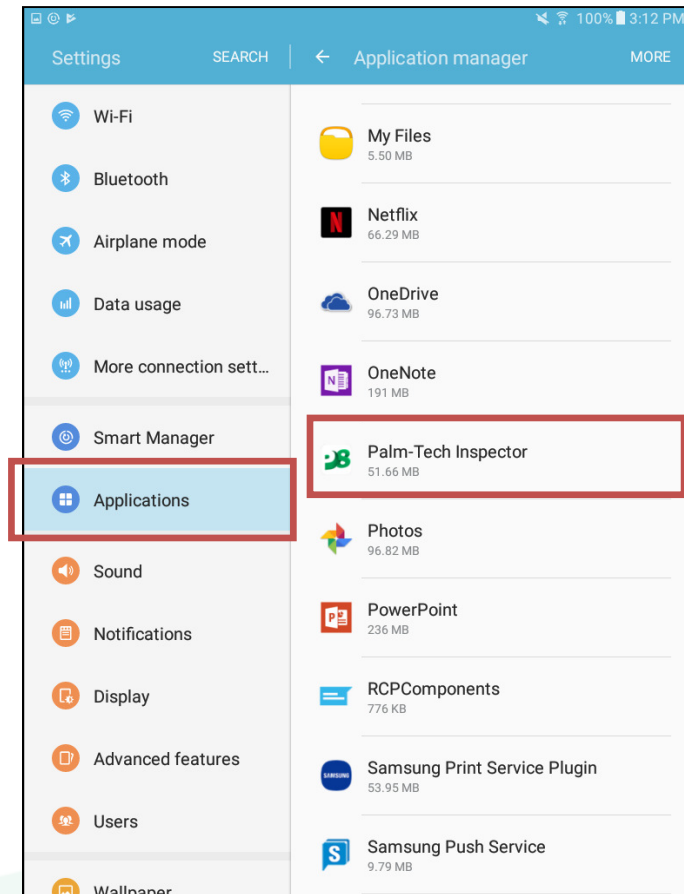 100% 3:12 PM
Settings SEARCH
Application manager MORE
Wi-Fi
Bluetooth
Airplane mode
Data usage
More connection sett...
Smart Manager
Applications
Sound
Notifications
Display
Advanced features
Users
Wallpaper
My Files
5.50 MB
Netflix
66.29 MB
OneDrive
96.73 MB
OneNote
191 MB
Palm-Tech Inspector
51.66 MB
Photos
96.82 MB
PowerPoint
236 MB
RCPComponents
776 KB
SAMSUNG
Samsung Print Service Plugin
53.95 MB
Samsung Push Service
9.79 MB